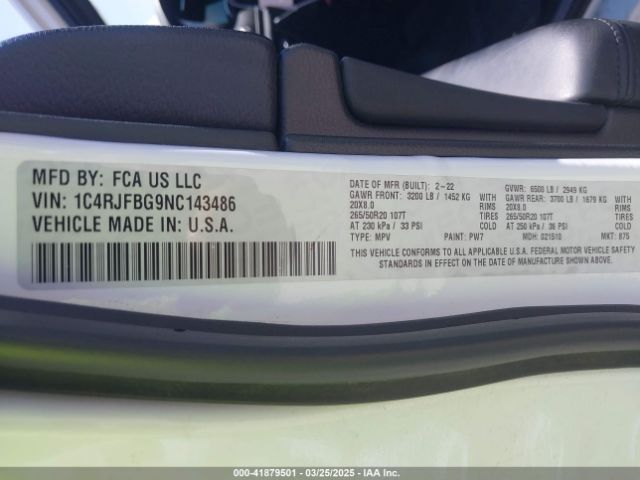 MFD BY: FCA US LLC
VIN: 1C4RJFBG9NC143486
VEHICLE MADE IN: U.S.A.
DATE OF MFR (BUILT): 2-22
GAWR FRONT: 3200 LB / 1452 KG WITH
20X8.0 RIMS
265/50R20 107T TIRES
AT 230 kPa / 33 PSI COLD
TYPE: MPV PAINT: PW7
GVWR: 6500 LB / 2949 KG
GAWR REAR: 3700 LB / 1679 KG WITH
20X8.0 RIMS
265/50R20 107T TIRES
AT 250 kPa / 36 PSI COLD
MDH: 021510 MKT: 875
THIS VEHICLE CONFORMS TO ALL APPLICABLE U.S.A. FEDERAL MOTOR VEHICLE SAFETY
STANDARDS IN EFFECT ON THE DATE OF MANUFACTURE SHOWN ABOVE.
000-41879501 / 03/25/2025 - COPART